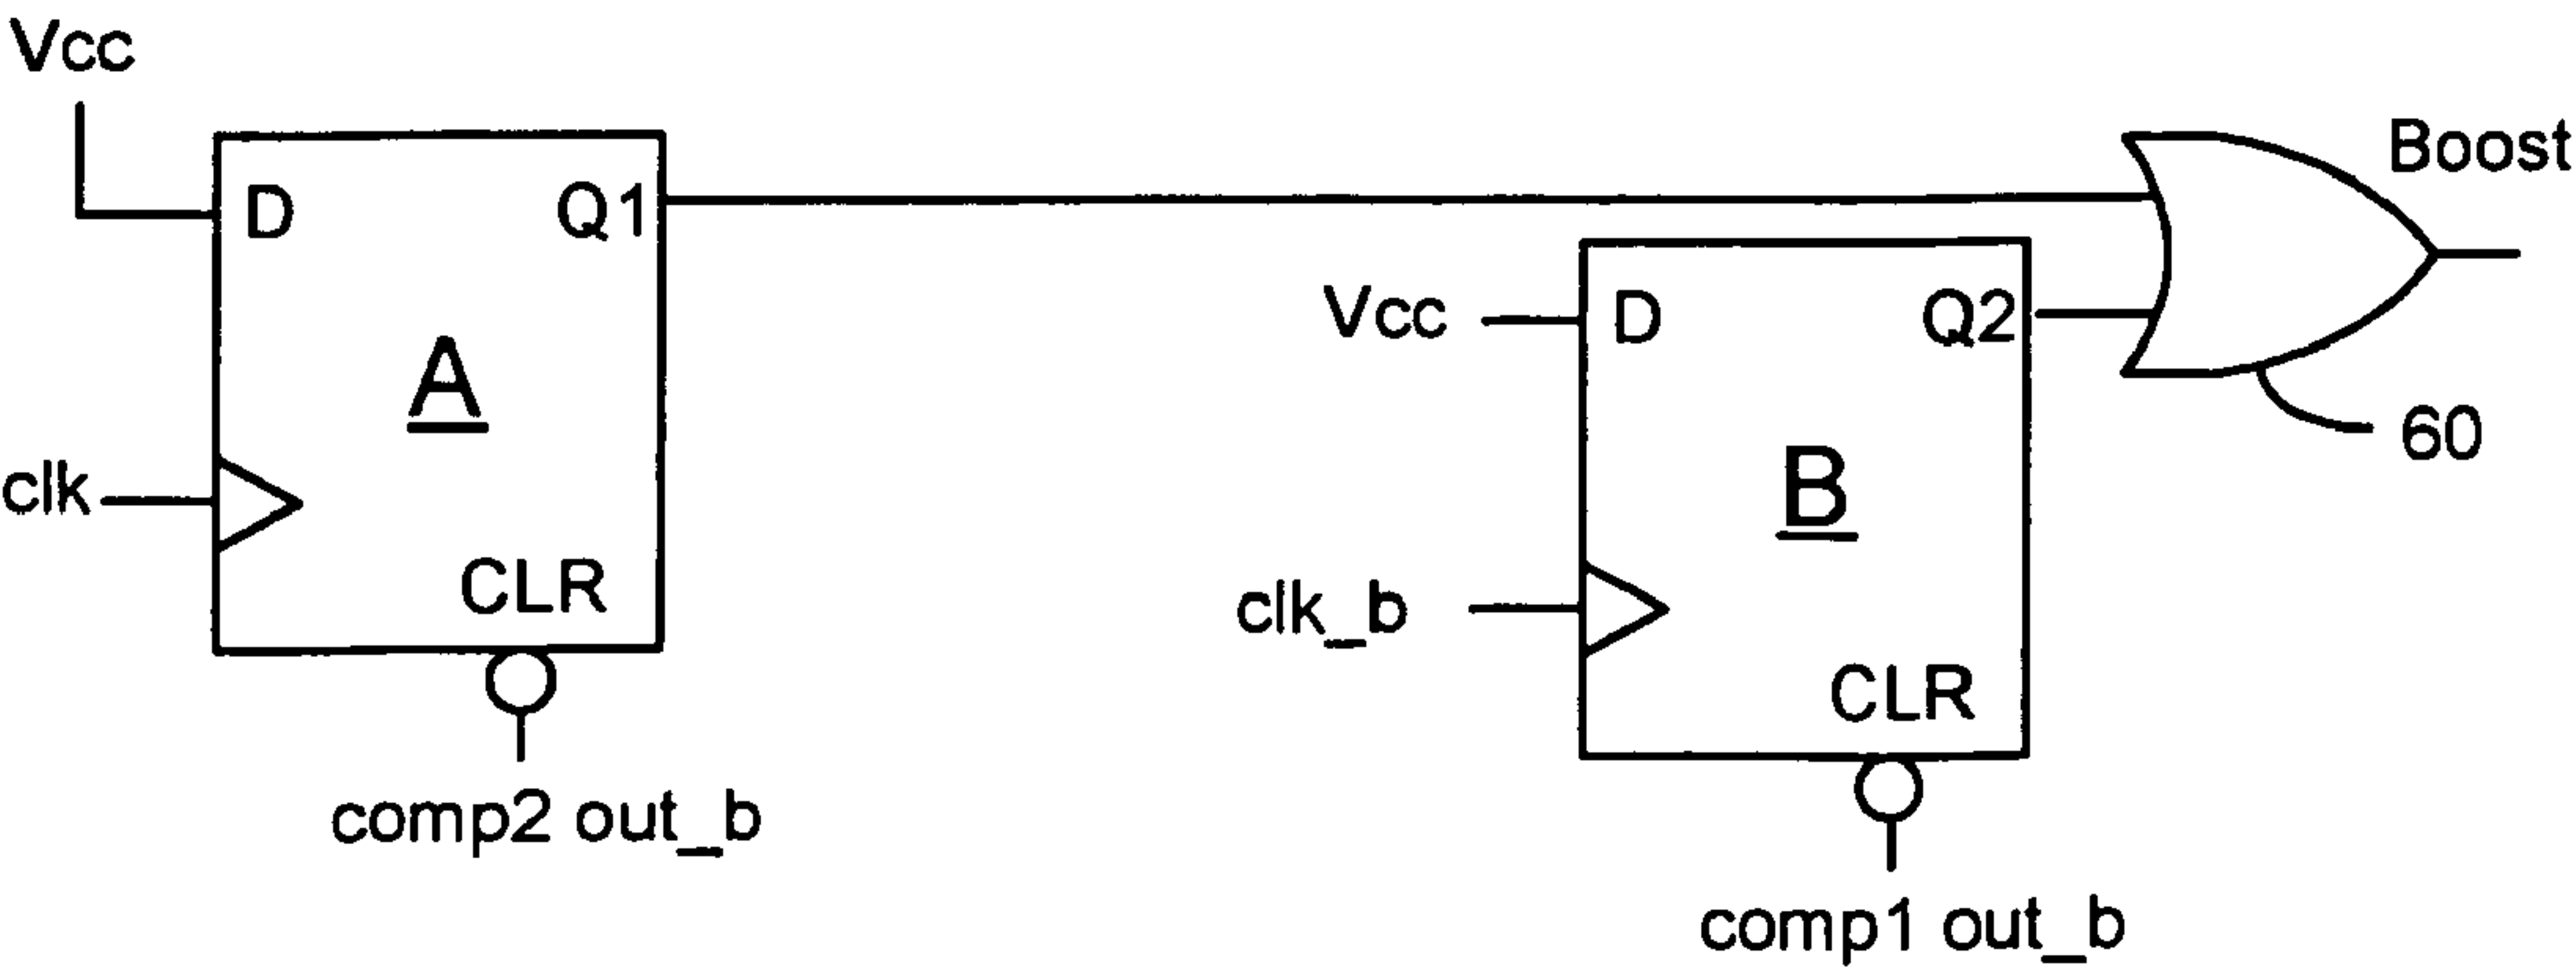 Vcc
D
Q1
A
clk
CLR
comp2 out_b
Vcc
D
Q2
B
clk_b
CLR
comp1 out_b
Boost
60